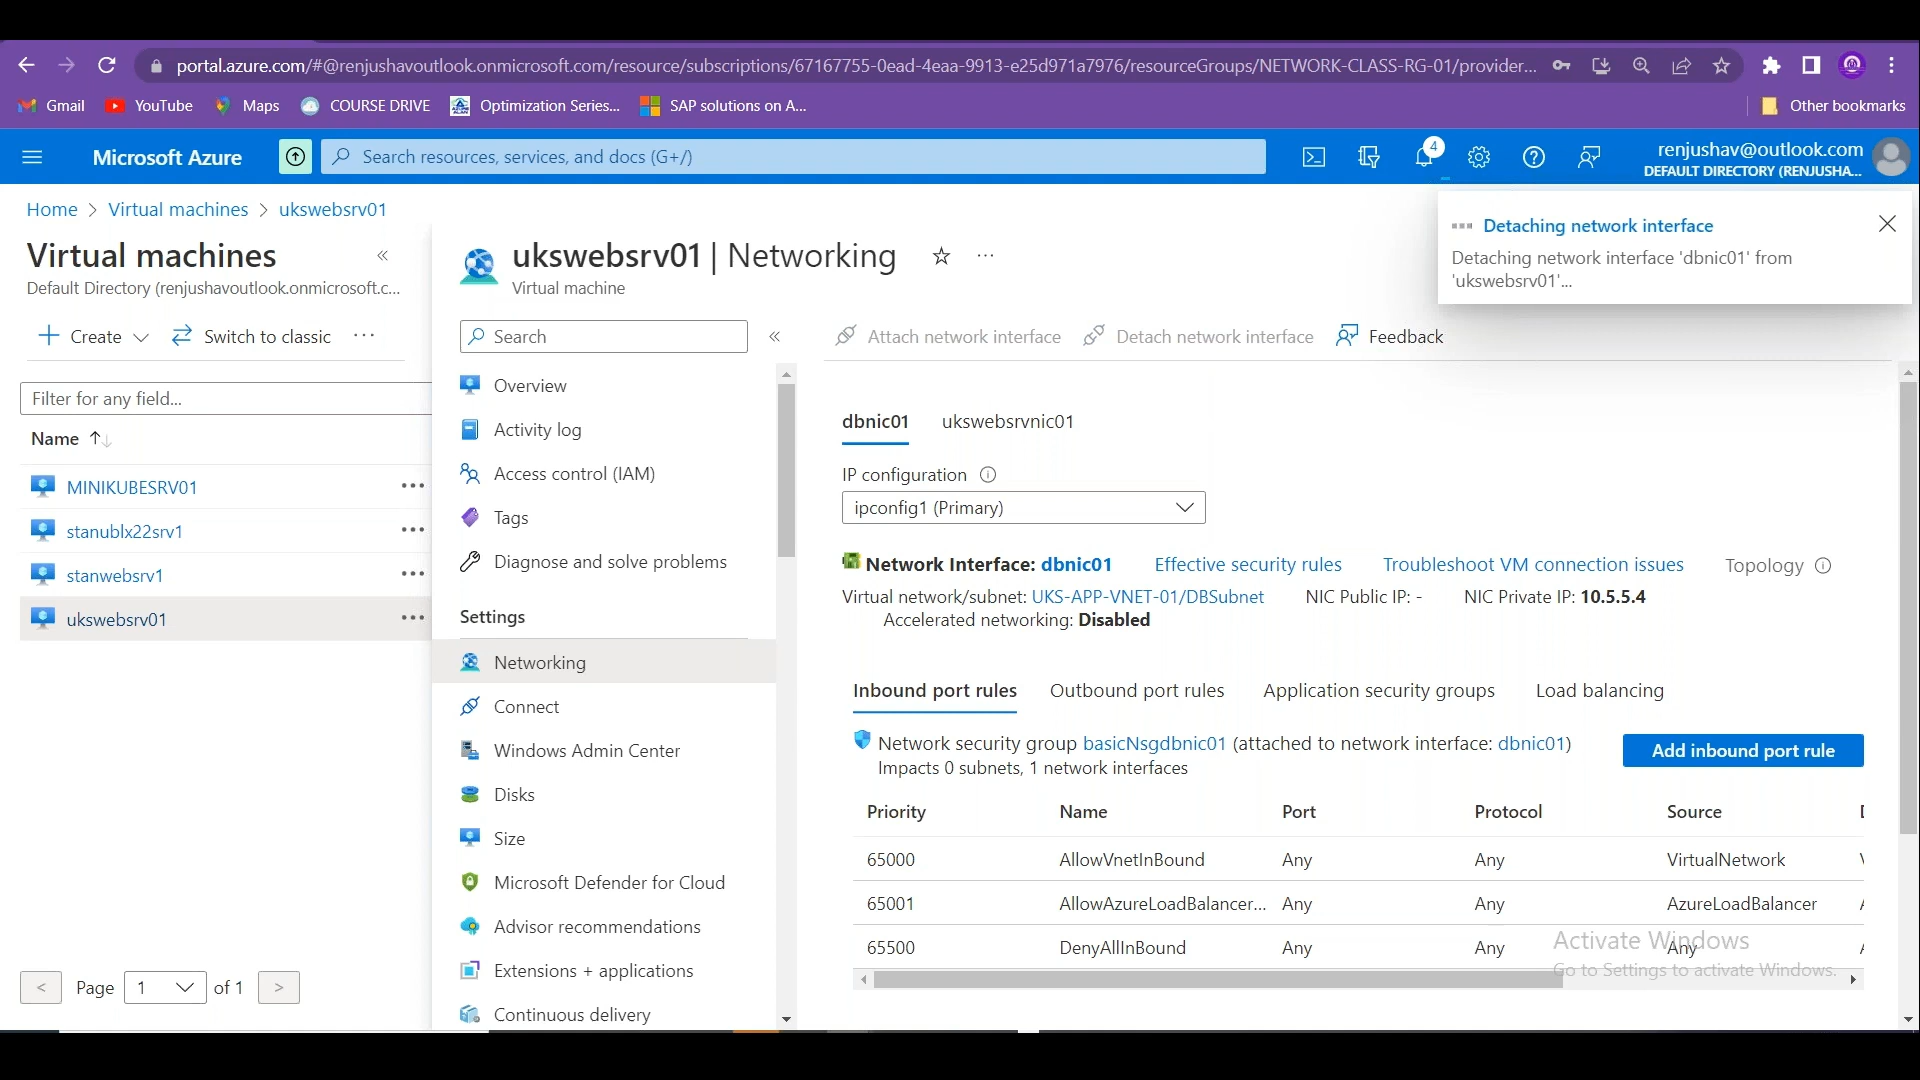 portal.azure.com/#@renjushavoutlook.onmicrosoft.com/resource/subscriptions/67167755-0ead-4eaa-9913-e25d971a7976/resourceGroups/NETWORK-CLASS-RG-01/provider...
Gmail YouTube Maps COURSE DRIVE Optimization Series... SAP solutions on A... Other bookmarks
Microsoft Azure Search resources, services, and docs (G+/) 4 renjushav@outlook.com
DEFAULT DIRECTORY (RENJUSHA...
Home > Virtual machines > ukswebsrv01
Detaching network interface
Detaching network interface 'dbnic01' from
'ukswebsrv01'...
Virtual machines
Default Directory (renjushavoutlook.onmicrosoft.c...
Create Switch to classic ...
Filter for any field...
Name
MINIKUBESRV01
stanublx22srv1
stanwebsrv1
ukswebsrv01
< Page 1 of 1 >
ukswebsrv01 | Networking ...
Virtual machine
Search
Overview
Activity log
Access control (IAM)
Tags
Diagnose and solve problems
Settings
Networking
Connect
Windows Admin Center
Disks
Size
Microsoft Defender for Cloud
Advisor recommendations
Extensions + applications
Continuous delivery
Attach network interface Detach network interface Feedback
dbnic01 ukswebsrvnic01
IP configuration
ipconfig1 (Primary)
Network Interface: dbnic01 Effective security rules Troubleshoot VM connection issues Topology
Virtual network/subnet: UKS-APP-VNET-01/DBSubnet NIC Public IP: - NIC Private IP: 10.5.5.4
Accelerated networking: Disabled
Inbound port rules Outbound port rules Application security groups Load balancing
Network security group basicNsgdbnic01 (attached to network interface: dbnic01)
Impacts 0 subnets, 1 network interfaces
Add inbound port rule
Priority Name Port Protocol Source
65000 AllowVnetInBound Any Any VirtualNetwork
65001 AllowAzureLoadBalancer... Any Any AzureLoadBalancer
65500 DenyAllInBound Any Any Any
Activate Windows
Go to Settings to activate Windows.